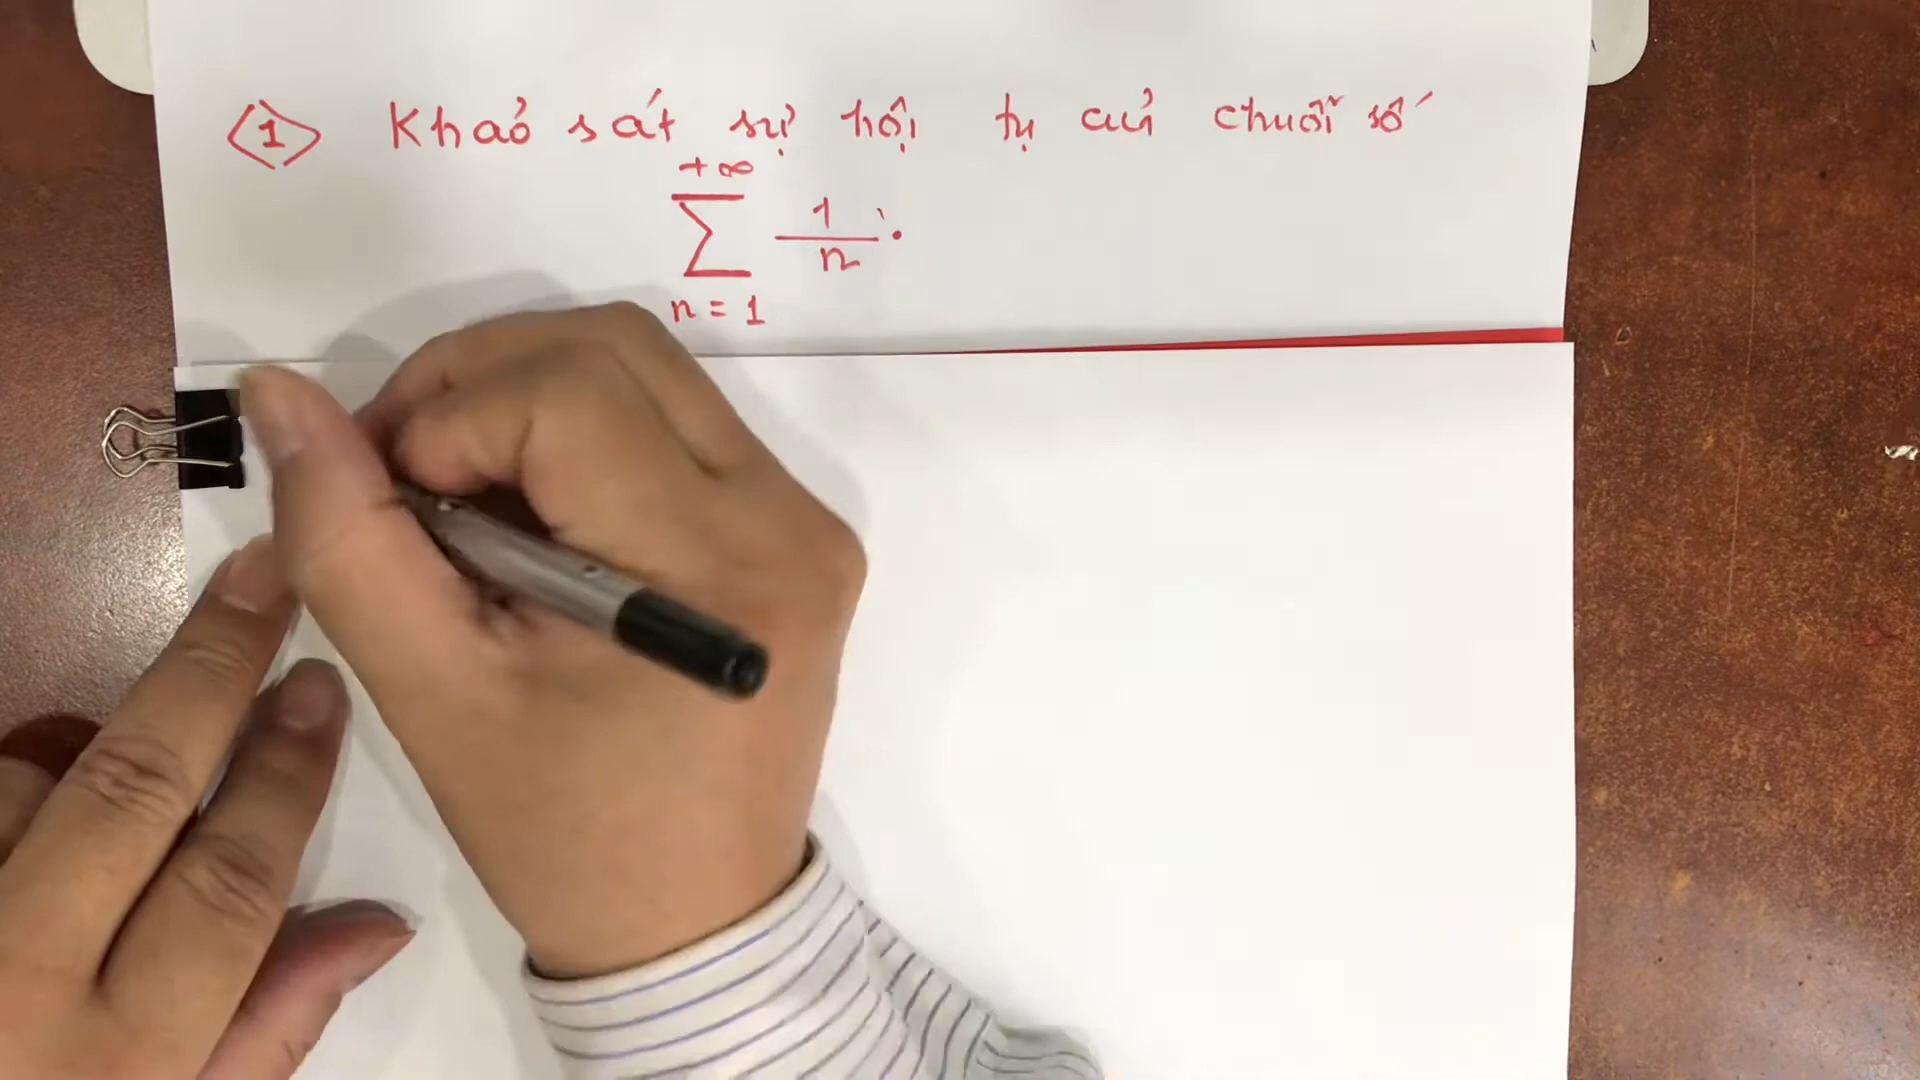 1 Khảo sát sự hội tụ của chuỗi số
+∞
∑ 1/n.
n = 1